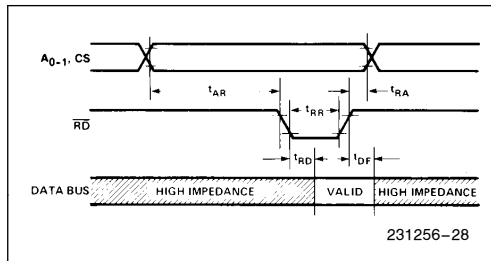 A0-1, CS
tAR
tRA
tRR
RD
tRD
tDF
DATA BUS
HIGH IMPEDANCE
VALID
HIGH IMPEDANCE
231256-28